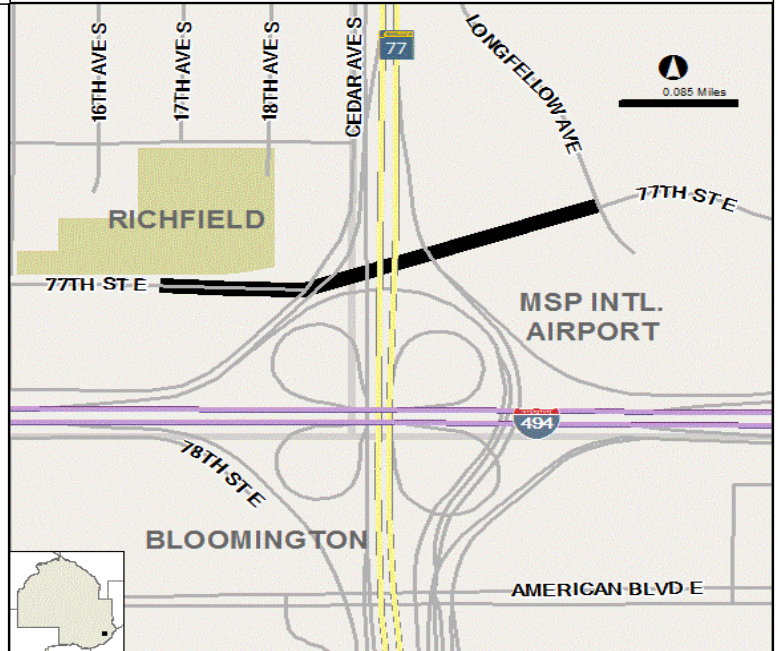 16TH AVE S
17TH AVE S
18TH AVE S
CEDAR AVE S
77
LONGFELLOW AVE
0.085 Miles
77TH ST E
RICHFIELD
77TH ST E
MSP INTL.
AIRPORT
494
78TH ST E
BLOOMINGTON
AMERICAN BLVD E